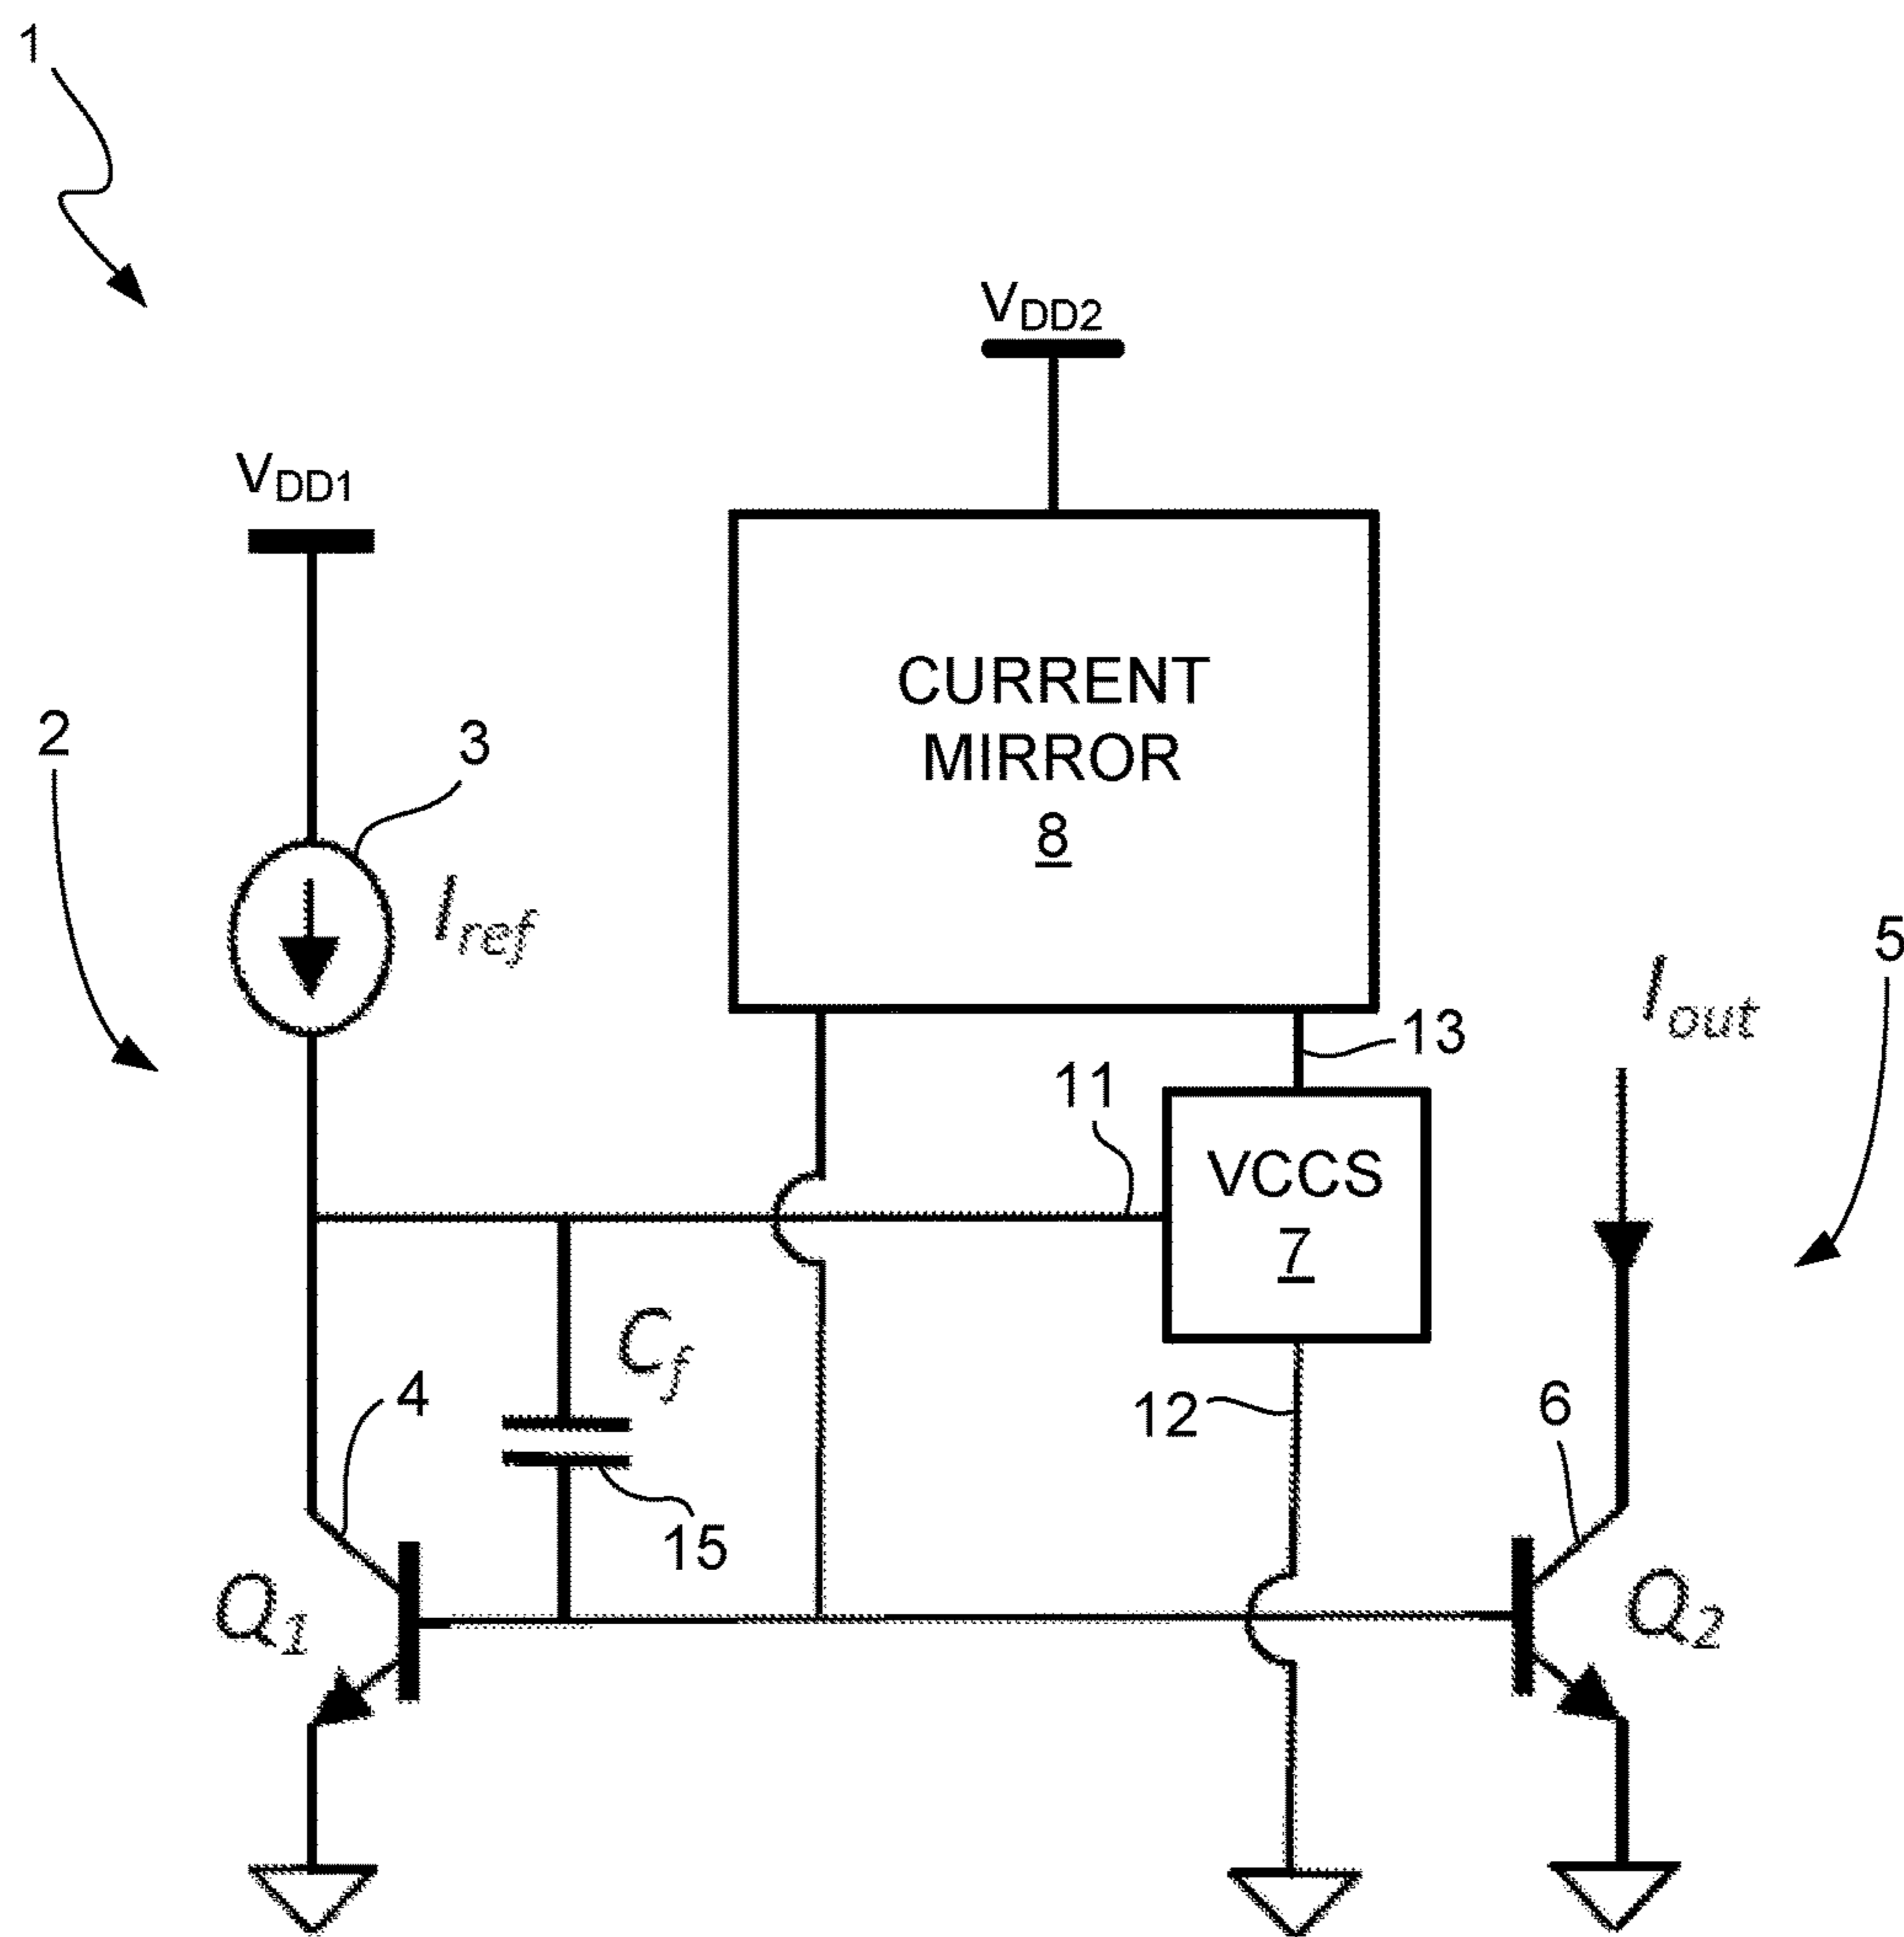 1
VDD2
VDD1
CURRENT
MIRROR
8
2
3
Iref
5
Iout
13
11
VCCS
7
Cf
4
12
6
15
Q1
Q2